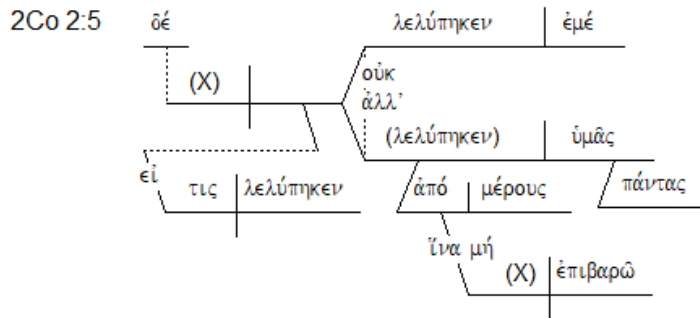 2Co 2:5 δέ λελύπηκεν ἐμέ
(X) οὐκ
ἀλλ’
(λελύπηκεν) ὑμᾶς
εἰ τις λελύπηκεν ἀπό μέρους πάντας
ἵνα μή
(X) ἐπιβαρῶ